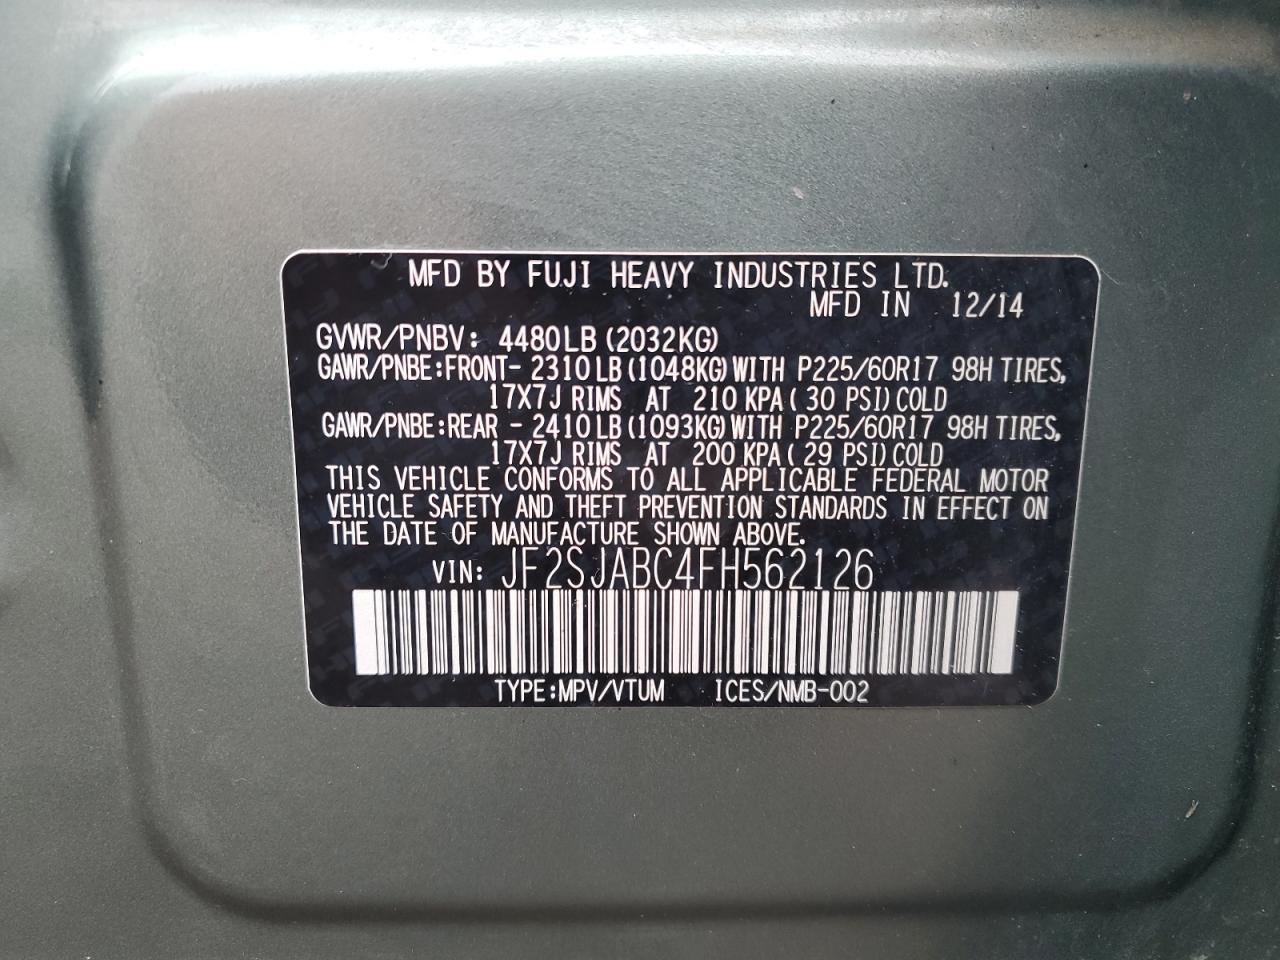 MFD BY FUJI HEAVY INDUSTRIES LTD.
MFD IN 12/14
GVWR/PNBV: 4480LB (2032KG)
GAWR/PNBE:FRONT- 2310LB (1048KG) WITH P225/60R17 98H TIRES,
17X7J RIMS AT 210 KPA ( 30 PSI) COLD
GAWR/PNBE:REAR - 2410LB (1093KG) WITH P225/60R17 98H TIRES,
17X7J RIMS AT 200 KPA ( 29 PSI) COLD
THIS VEHICLE CONFORMS TO ALL APPLICABLE FEDERAL MOTOR
VEHICLE SAFETY AND THEFT PREVENTION STANDARDS IN EFFECT ON
THE DATE OF MANUFACTURE SHOWN ABOVE.
VIN: JF2SJABC4FH562126
TYPE:MPV/VTUM ICES/NMB-002